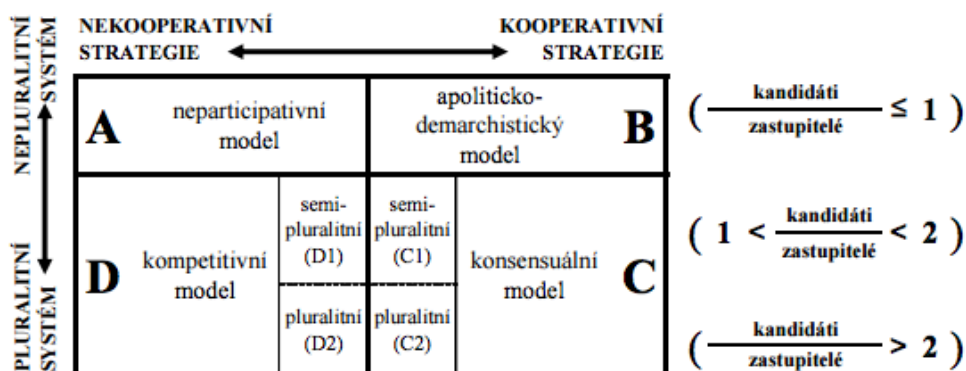 NEKOOPERATIVNÍ
STRATEGIE
KOOPERATIVNÍ
STRATEGIE
NEPLURALITNÍ
SYSTÉM
PLURALITNÍ
SYSTÉM
A
neparticipativní
model
apoliticko-
demarchistický
model
B
D
kompetitivní
model
semi-
pluralitní
(D1)
pluralitní
(D2)
semi-
pluralitní
(C1)
pluralitní
(C2)
konsensuální
model
C
( kandidáti
zastupitelé ≤ 1 )
( 1 < kandidáti
zastupitelé < 2 )
( kandidáti
zastupitelé > 2 )